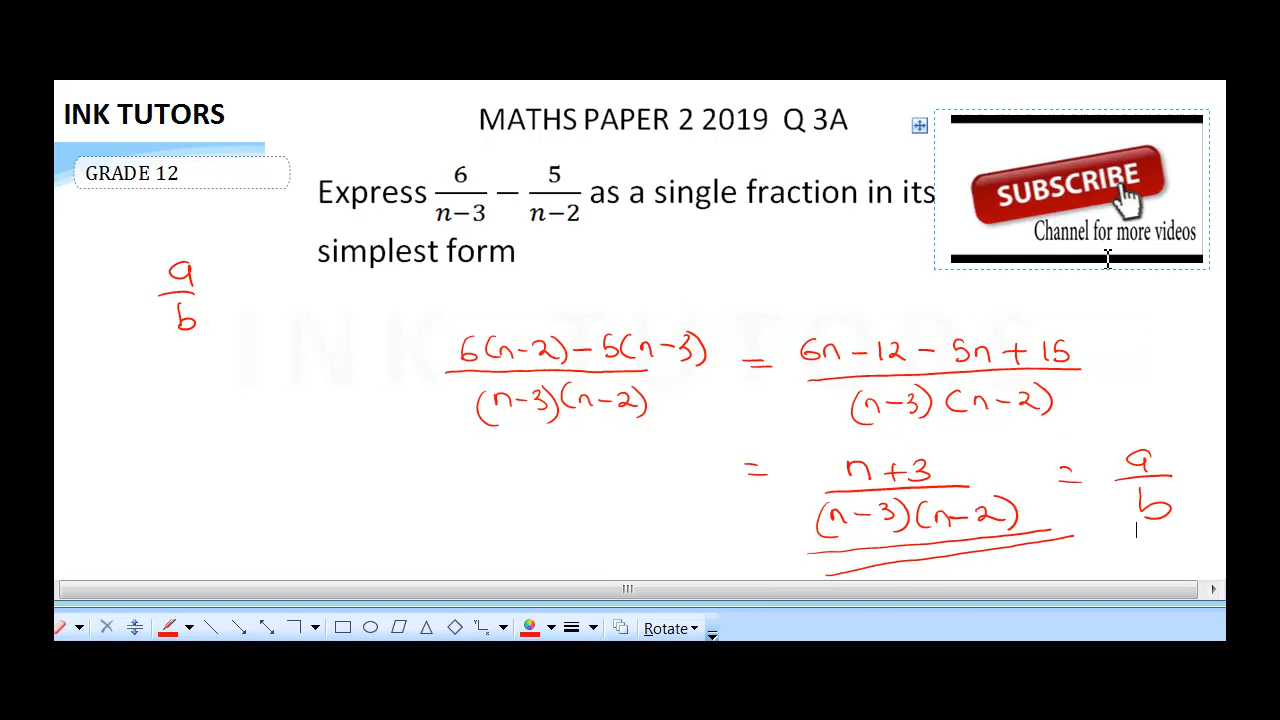 INK TUTORS
MATHS PAPER 2 2019 Q 3A
GRADE 12
Express 6/(n−3) − 5/(n−2) as a single fraction in its
simplest form
SUBSCRIBE
Channel for more videos
a/b
INK TUTORS
6(n−2)−5(n−3)/(n−3)(n−2) = 6n−12−5n+15/(n−3)(n−2)
= n+3/(n−3)(n−2) = a/b
Rotate